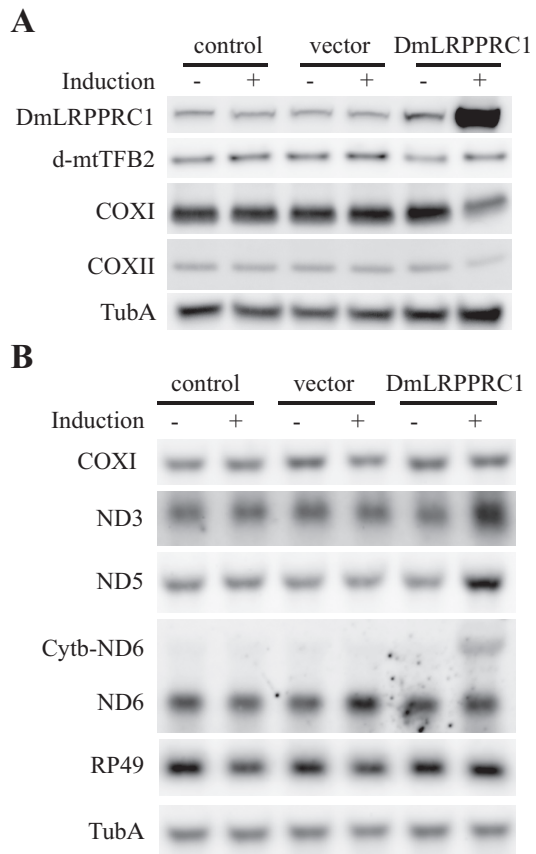 A
control vector DmLRPPRC1
Induction - + - + - +
DmLRPPRC1
d-mtTFB2
COXI
COXII
TubA
B
control vector DmLRPPRC1
Induction - + - + - +
COXI
ND3
ND5
Cytb-ND6
ND6
RP49
TubA